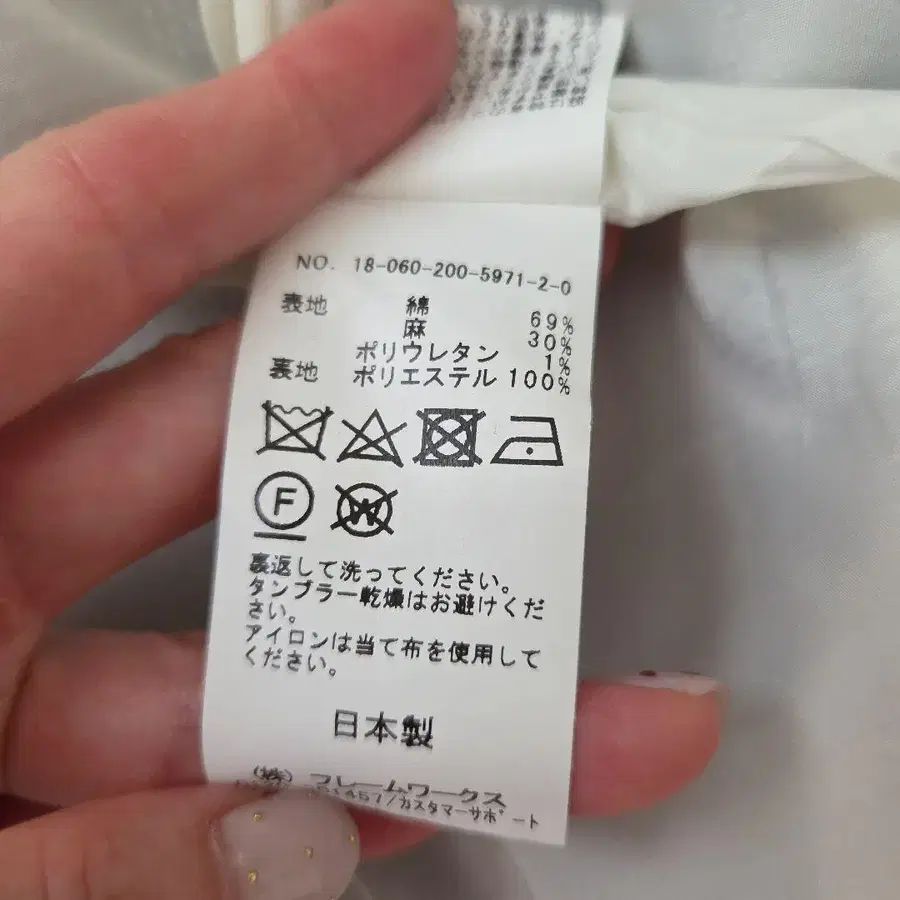 NO. 18-060-200-5971-2-0
表地 綿 69%
麻 30%
ポリウレタン 1%
裏地 ポリエステル 100%
F
W
裏返して洗ってください。
タンブラー乾燥はお避けくだ
さい。
アイロンは当て布を使用して
ください。
日本製
(株) フレームワークス
/カスタマーサポート